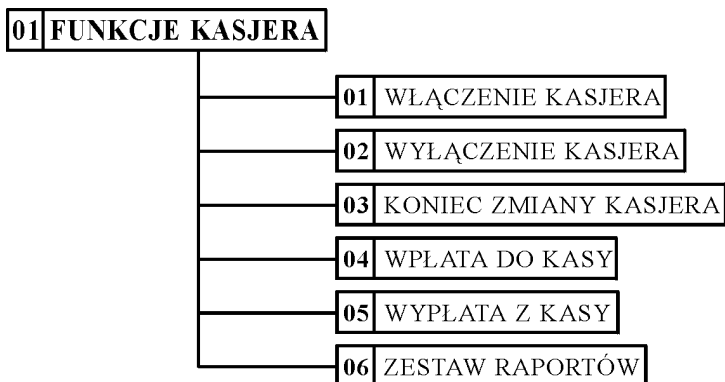 01 FUNKCJE KASJERA
01 WŁĄCZENIE KASJERA
02 WYŁĄCZENIE KASJERA
03 KONIEC ZMIANY KASJERA
04 WPŁATA DO KASY
05 WYPŁATA Z KASY
06 ZESTAW RAPORTÓW